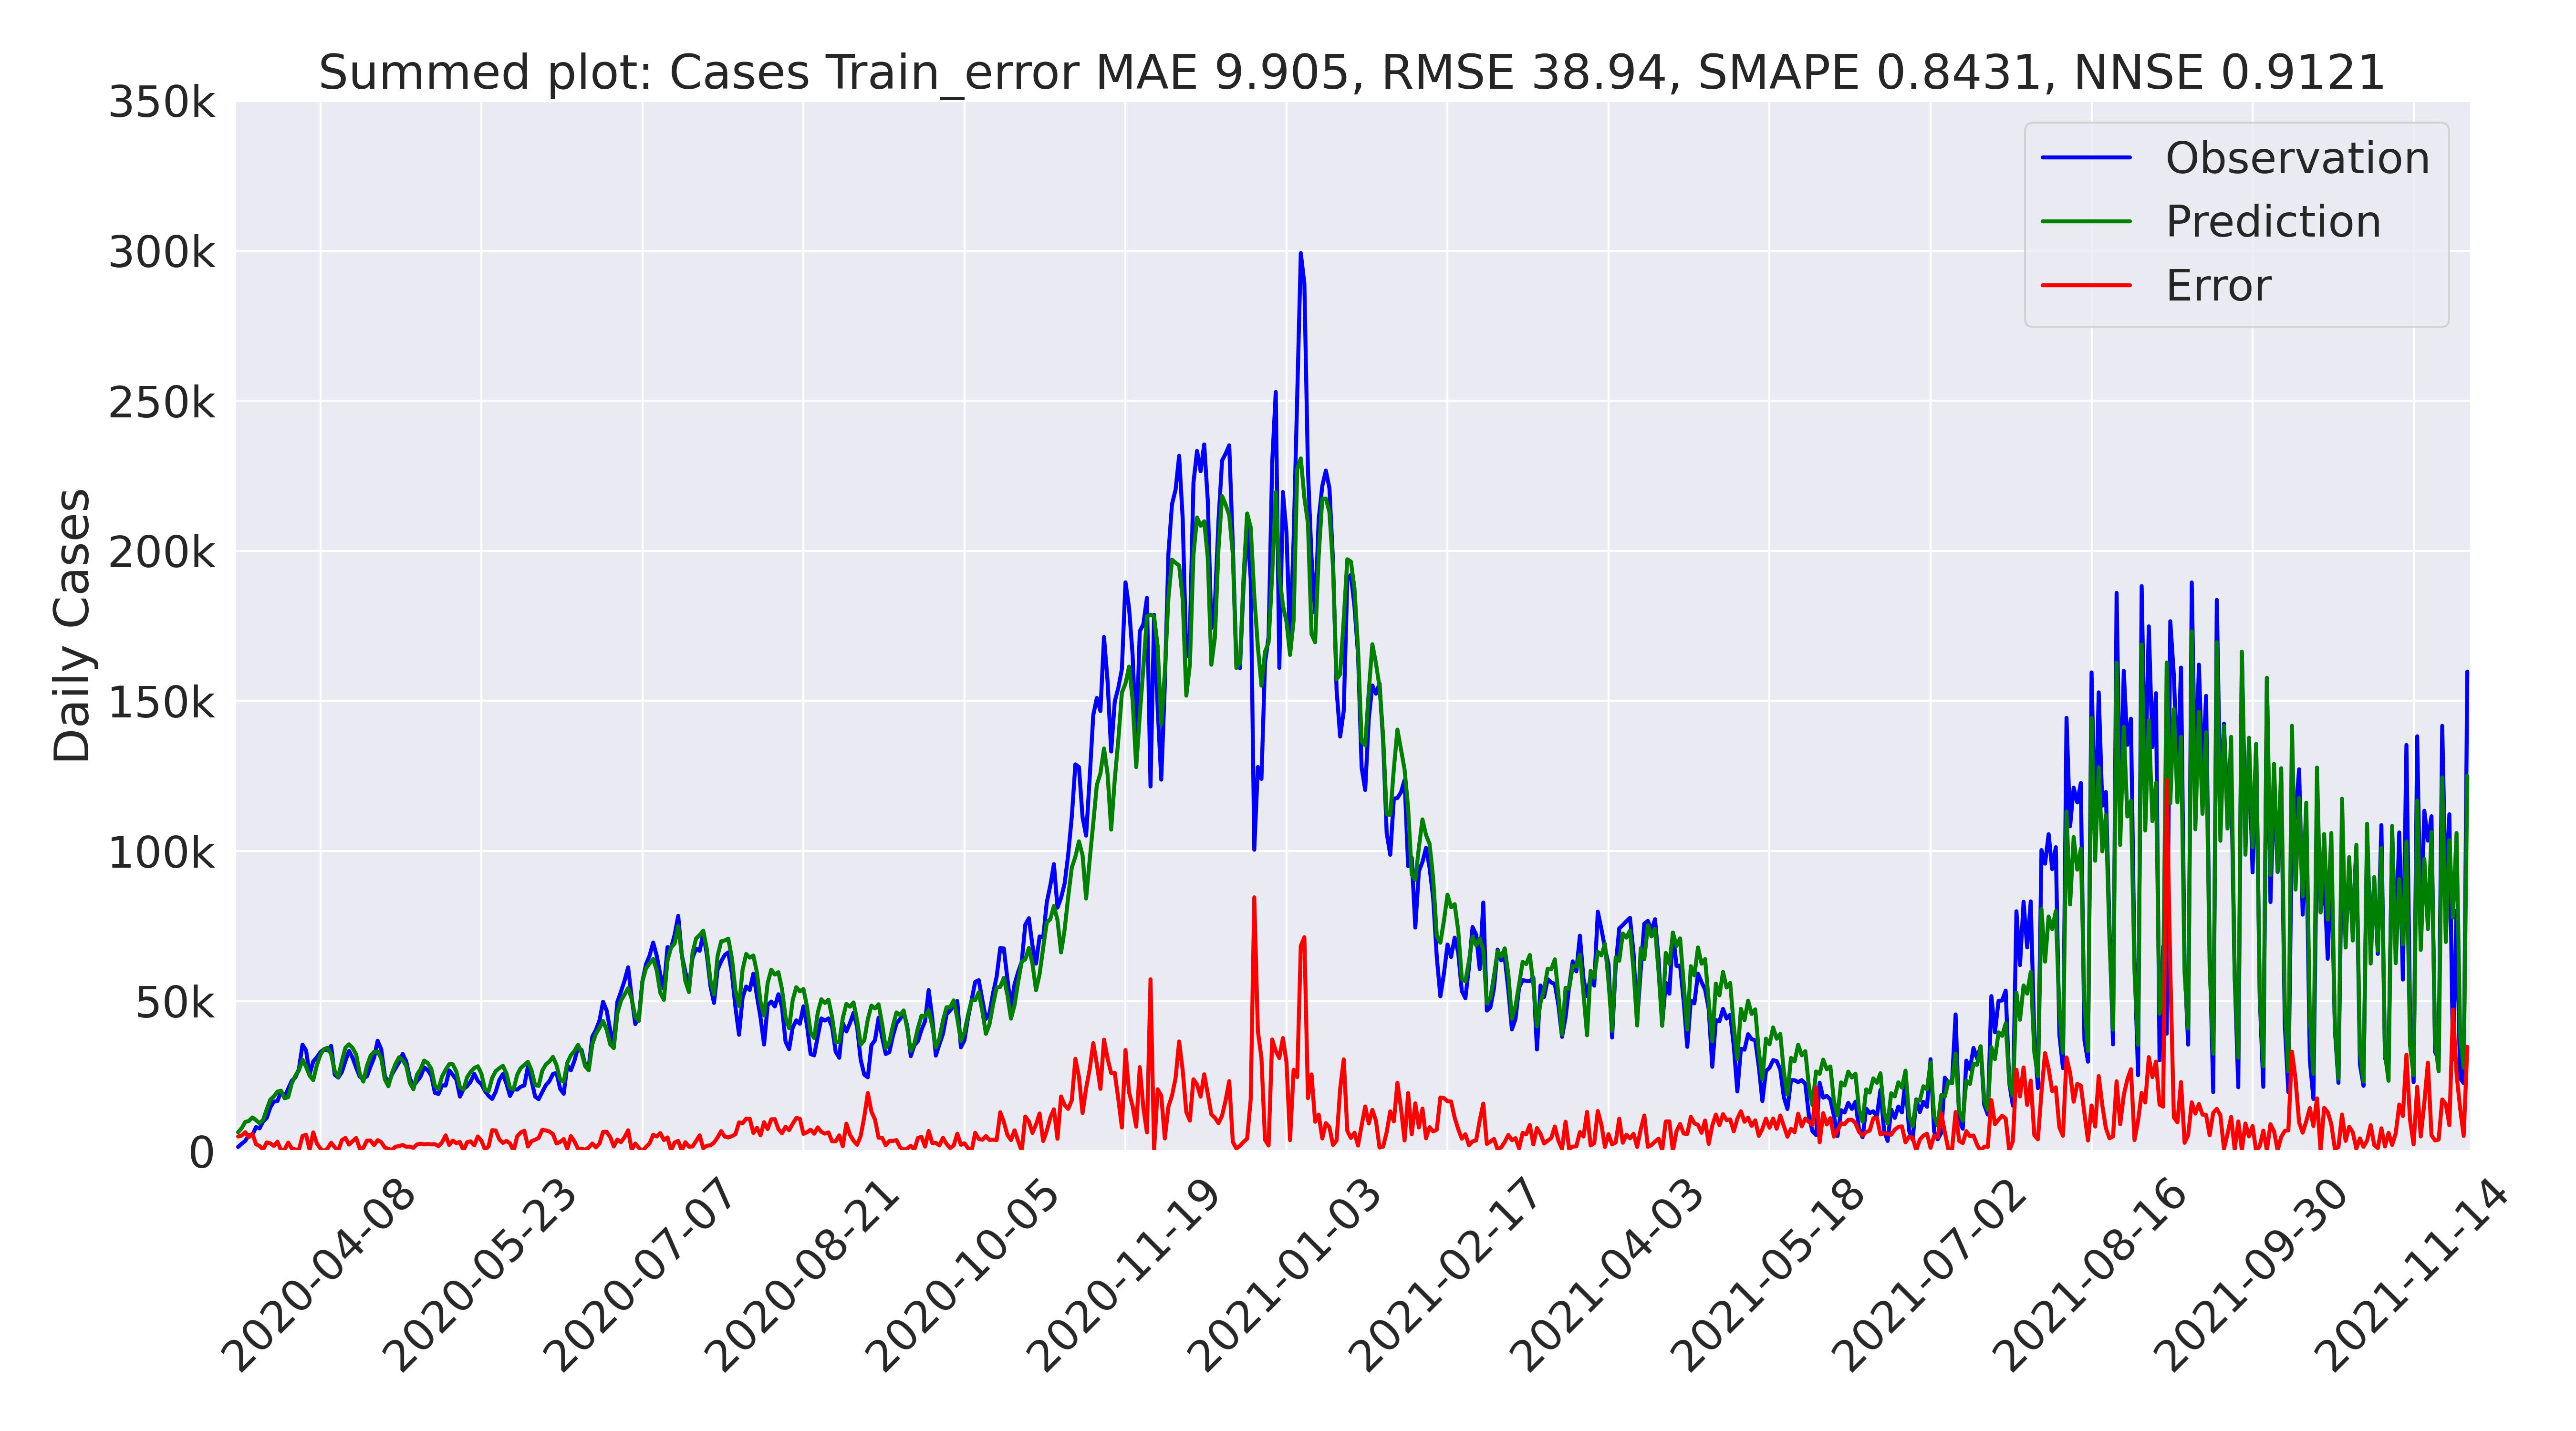 Summed plot: Cases Train_error MAE 9.905, RMSE 38.94, SMAPE 0.8431, NNSE 0.9121
350k
300k
250k
200k
150k
100k
50k
0
Daily Cases
Observation
Prediction
Error
2020-04-08
2020-05-23
2020-07-07
2020-08-21
2020-10-05
2020-11-19
2021-01-03
2021-02-17
2021-04-03
2021-05-18
2021-07-02
2021-08-16
2021-09-30
2021-11-14